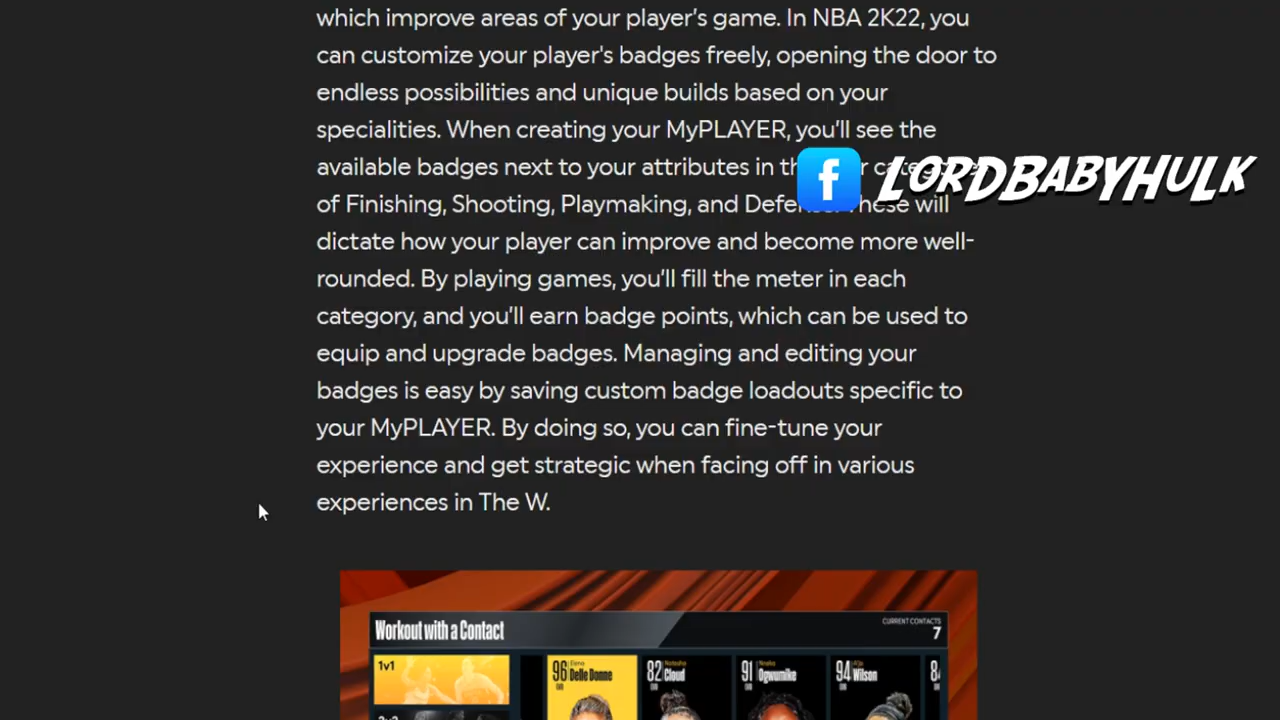 which improve areas of your player's game. In NBA 2K22, you
can customize your player's badges freely, opening the door to
endless possibilities and unique builds based on your
specialities. When creating your MyPLAYER, you'll see the
available badges next to your attributes in
of Finishing, Shooting, Playmaking, and These will
dictate how your player can improve and become more well-
rounded. By playing games, you'll fill the meter in each
category, and you'll earn badge points, which can be used to
equip and upgrade badges. Managing and editing your
badges is easy by saving custom badge loadouts specific to
your MyPLAYER. By doing so, you can fine-tune your
experience and get strategic when facing off in various
experiences in The W.
f LORDBABYHULK
Workout with a Contact
CURRENT CONTACTS
7
1v1
96 Elena Delle Donne
82 Natasha Cloud
91 Nneka Ogwumike
94 A'ja Wilson